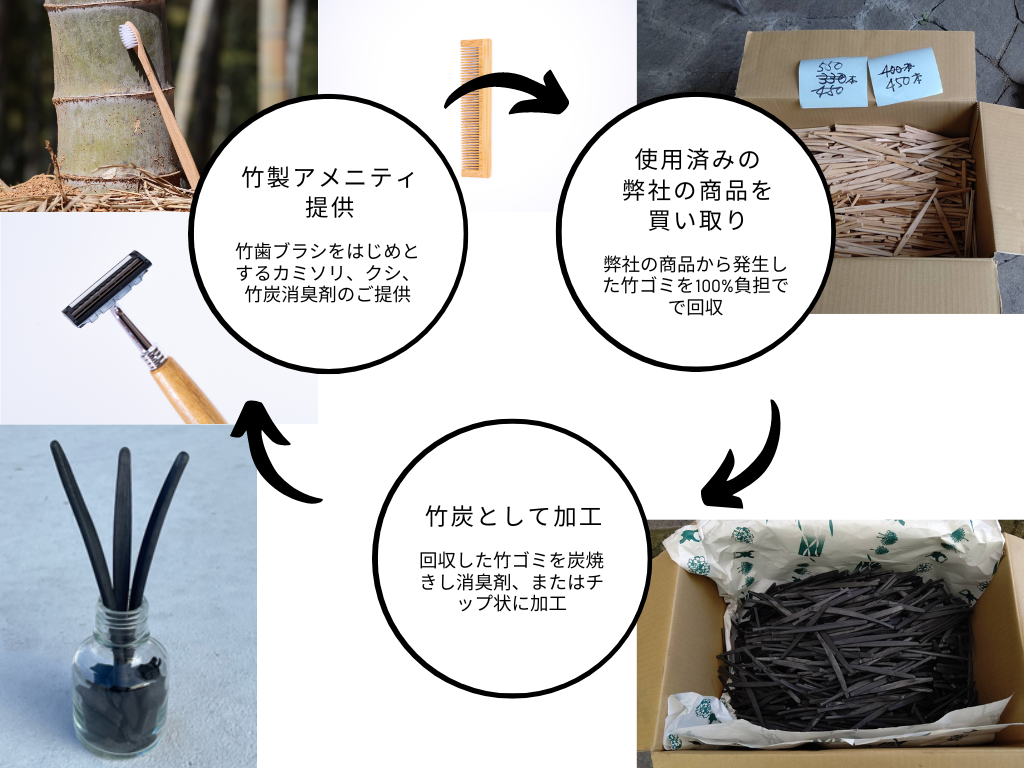 竹製アメニティ
提供
竹歯ブラシをはじめと
するカミソリ、クシ、
竹炭消臭剤のご提供
使用済みの
弊社の商品を
買い取り
弊社の商品から発生し
た竹ゴミを100%負担で
で回収
550
330本
450
400本
450本
竹炭として加工
回収した竹ゴミを炭焼
きし消臭剤、またはチ
ップ状に加工